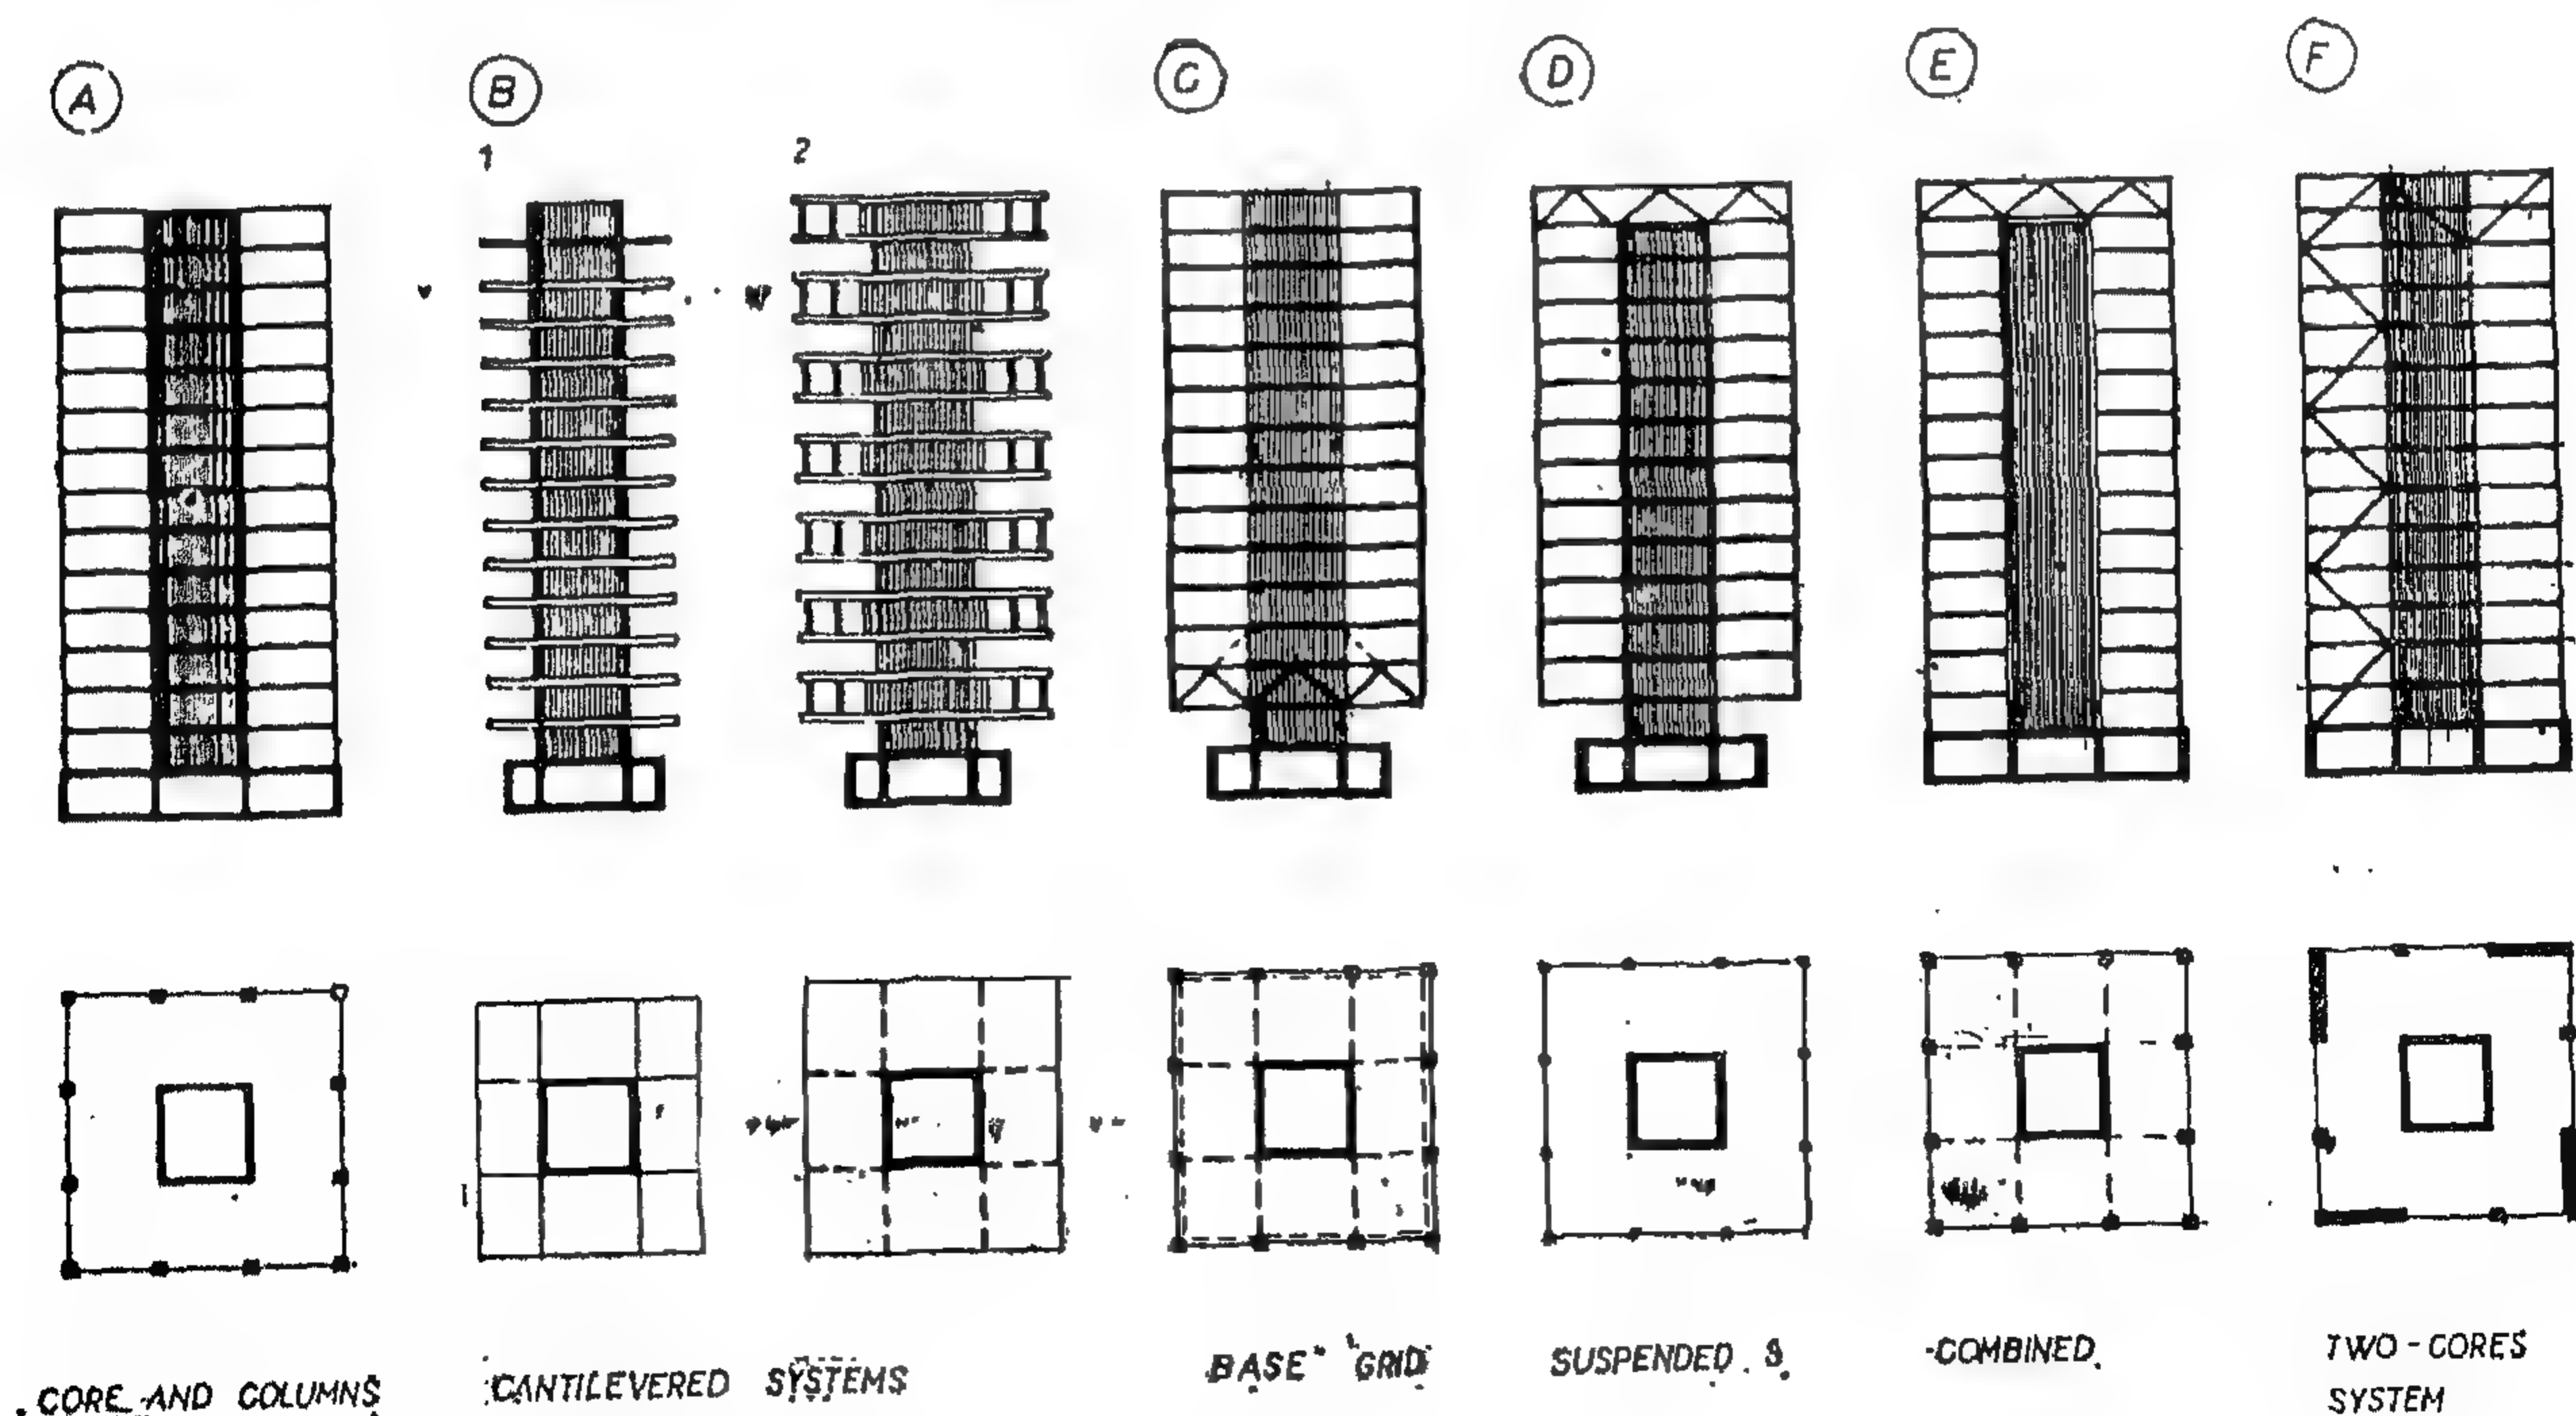 A
B
C
D
E
F
1
2
CORE AND COLUMNS
CANTILEVERED SYSTEMS
BASE GRID
SUSPENDED S.
COMBINED
TWO-CORES
SYSTEM